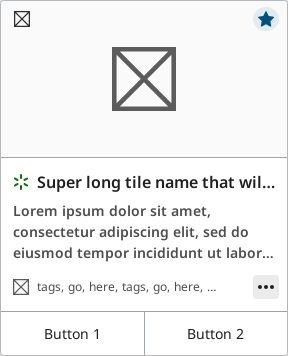 Super long tile name that wil...
Lorem ipsum dolor sit amet,
consectetur adipiscing elit, sed do
eiusmod tempor incididunt ut labor...
tags, go, here, tags, go, here, ...
Button 1
Button 2